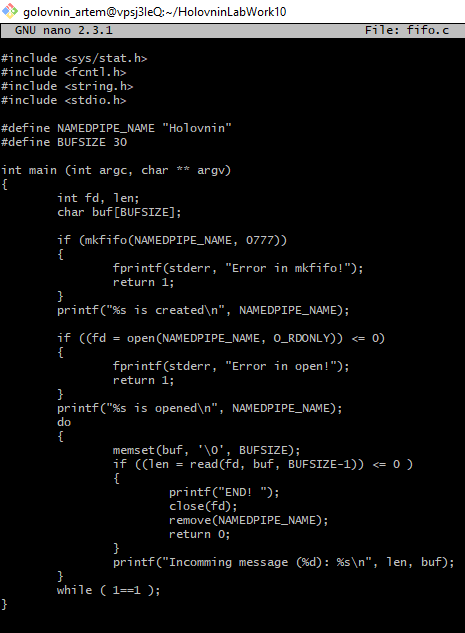 golovnin_artem@vpsj3leQ:~/HolovninLabWork10
GNU nano 2.3.1 File: fifo.c
#include <sys/stat.h>
#include <fcntl.h>
#include <string.h>
#include <stdio.h>
#define NAMEDPIPE_NAME "Holovnin"
#define BUFSIZE 30
int main (int argc, char ** argv)
{
int fd, len;
char buf[BUFSIZE];
if (mkfifo(NAMEDPIPE_NAME, 0777))
{
fprintf(stderr, "Error in mkfifo!");
return 1;
}
printf("%s is created\n", NAMEDPIPE_NAME);
if ((fd = open(NAMEDPIPE_NAME, O_RDONLY)) <= 0)
{
fprintf(stderr, "Error in open!");
return 1;
}
printf("%s is opened\n", NAMEDPIPE_NAME);
do
{
memset(buf, '\0', BUFSIZE);
if ((len = read(fd, buf, BUFSIZE-1)) <= 0 )
{
printf("END! ");
close(fd);
remove(NAMEDPIPE_NAME);
return 0;
}
printf("Incomming message (%d): %s\n", len, buf);
}
while ( 1==1 );
}